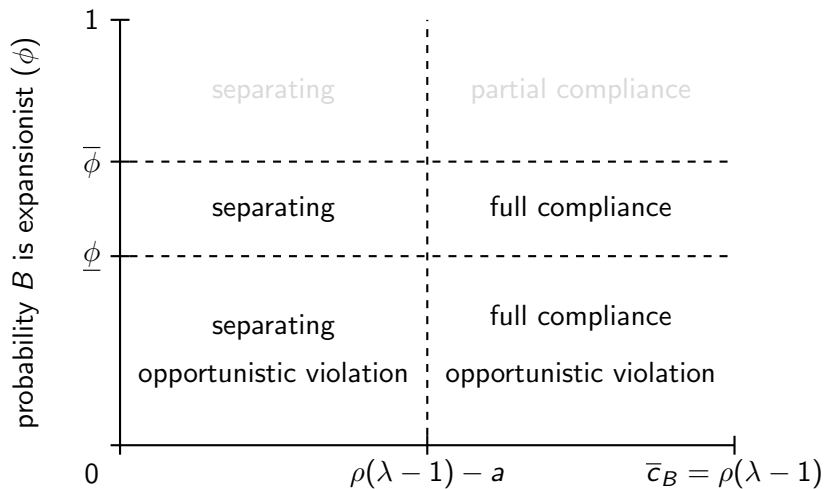 1
probability B is expansionist (ϕ)
separating partial compliance
ϕ̅
separating full compliance
ϕ̲
separating full compliance
opportunistic violation opportunistic violation
0 ρ(λ − 1) − a c̅_B = ρ(λ − 1)